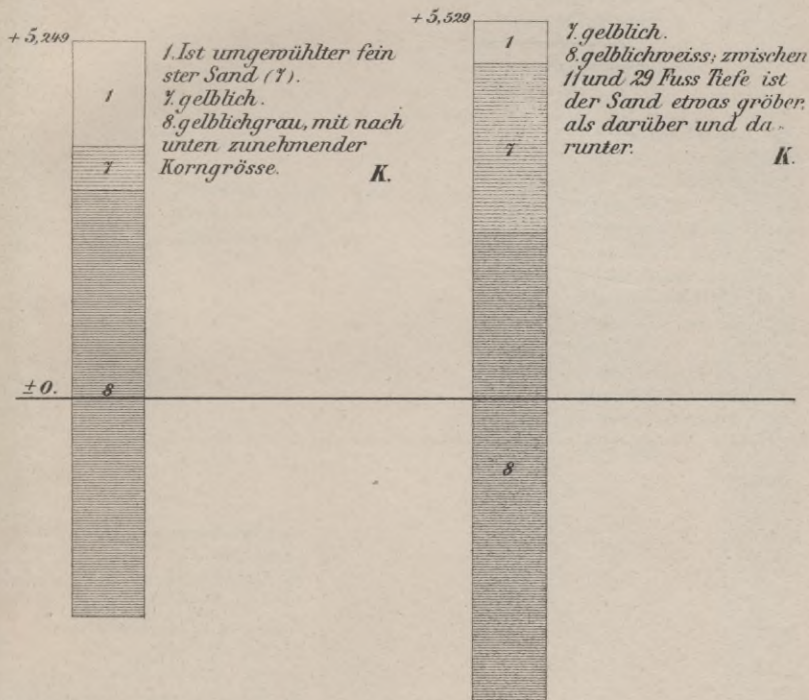 + 5,249
1. Ist umgewühlter fein
ster Sand (7).
7. gelblich.
8. gelblichgrau, mit nach
unten zunehmender
Korngrösse. K.
1
7
8
± 0.
+ 5,529
7. gelblich.
8. gelblichweiss; zwischen
11 und 29 Fuss Tiefe ist
der Sand etwas gröber,
als darüber und da-
runter. K.
1
7
8